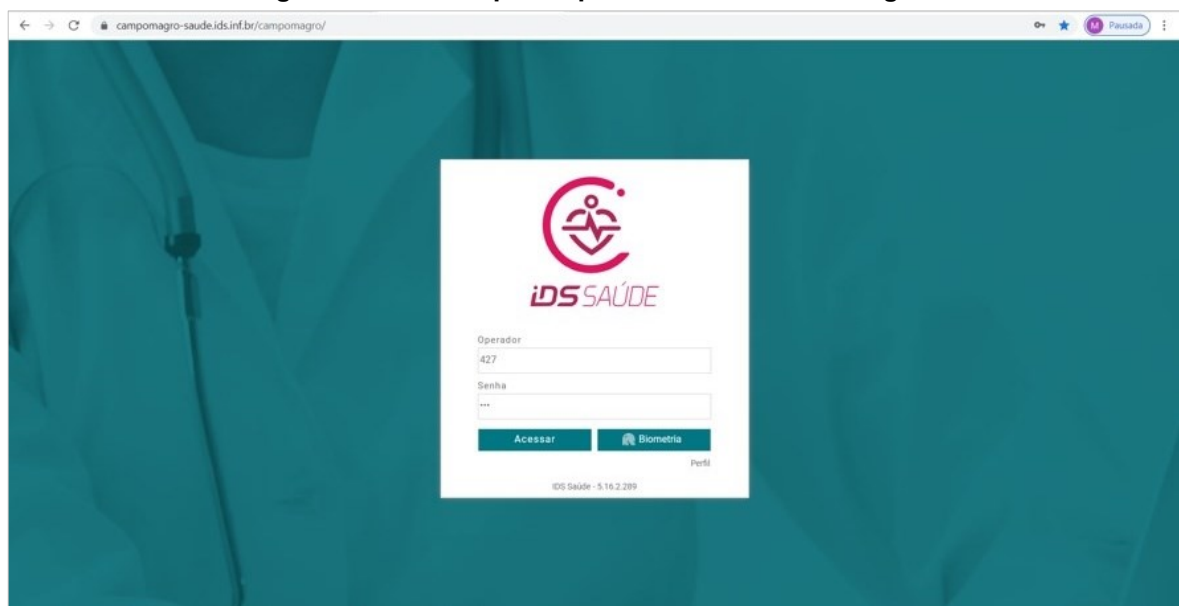 campomagro-saude.ids.inf.br/campomagro/
M Pausada
iDS SAÚDE
Operador
427
Senha
•••
Acessar
Biometria
Perfil
IDS Saúde - 5.16.2.289